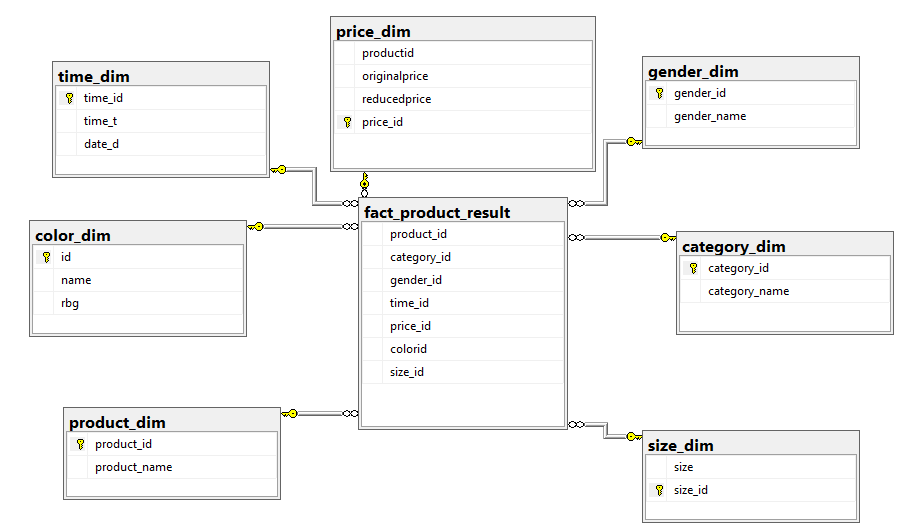 price_dim
productid
originalprice
reducedprice
price_id
time_dim
time_id
time_t
date_d
gender_dim
gender_id
gender_name
fact_product_result
product_id
category_id
gender_id
time_id
price_id
colorid
size_id
color_dim
id
name
rbg
category_dim
category_id
category_name
product_dim
product_id
product_name
size_dim
size
size_id